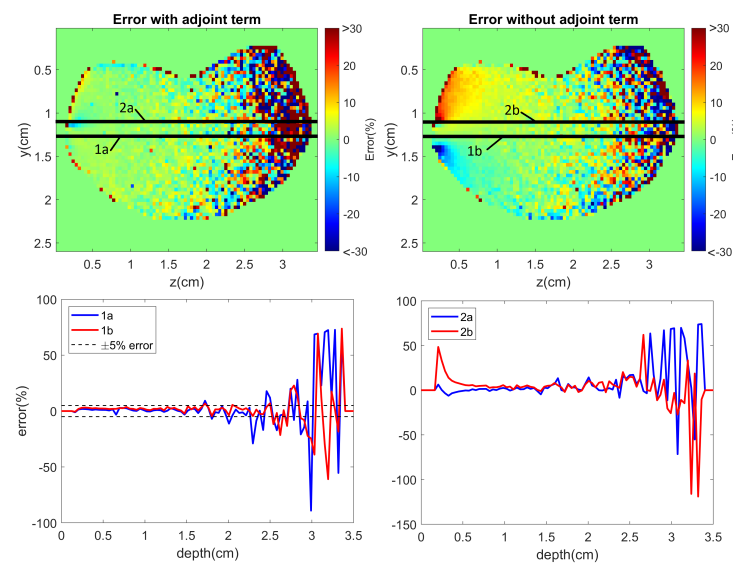 Error with adjoint term
Error without adjoint term
y(cm)
0.5
1
1.5
2
2.5
2a
1a
>30
20
10
0
-10
-20
<-30
Error(%)
0.5 1 1.5 2 2.5 3
z(cm)
y(cm)
0.5
1
1.5
2
2.5
2b
1b
>30
20
10
0
-10
-20
<-30
0.5 1 1.5 2 2.5 3
z(cm)
error(%)
100
50
0
-50
-100
1a
1b
±5% error
0 0.5 1 1.5 2 2.5 3 3.5
depth(cm)
100
50
0
-50
-100
-150
2a
2b
0 0.5 1 1.5 2 2.5 3 3.5
depth(cm)